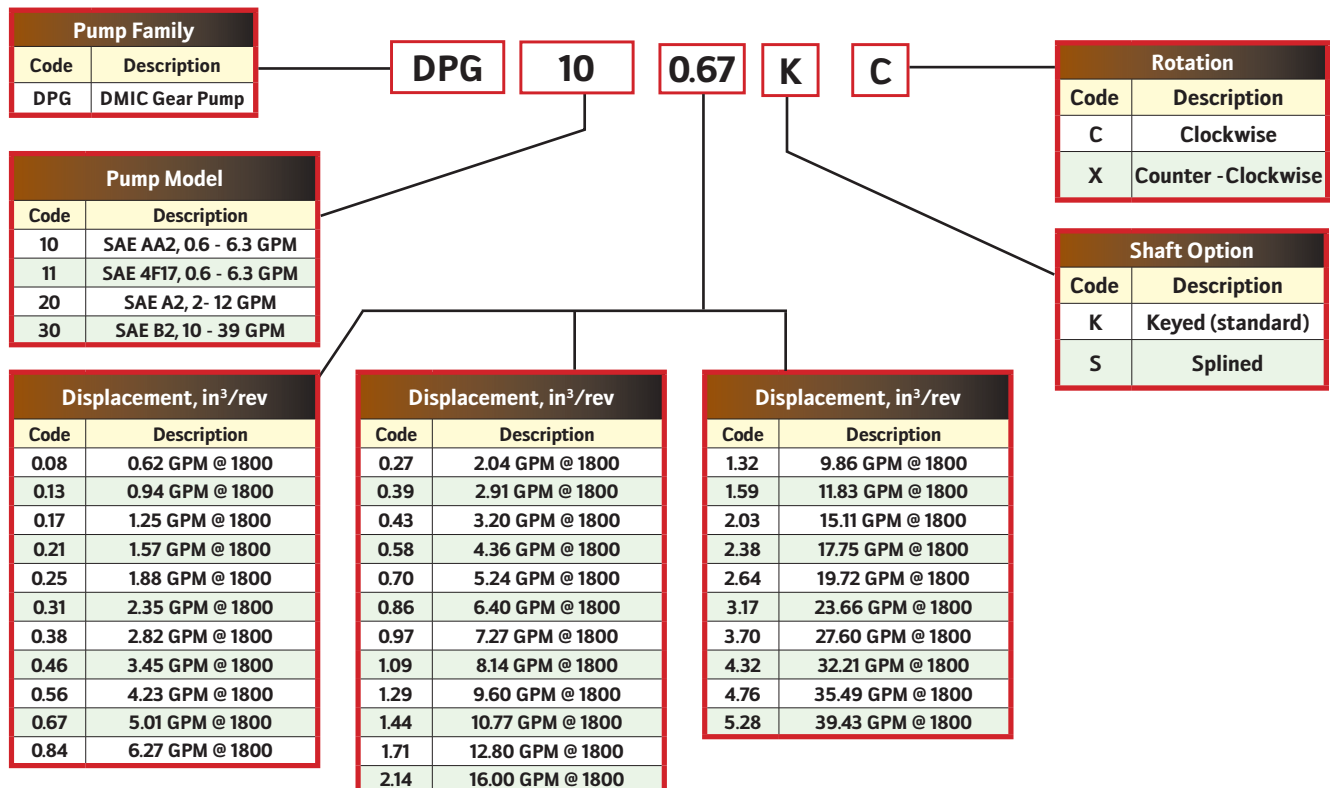 Pump Family
Code Description
DPG DMIC Gear Pump
DPG 10 0.67 K C
Rotation
Code Description
C Clockwise
X Counter - Clockwise
Pump Model
Code Description
10 SAE AA2, 0.6 - 6.3 GPM
11 SAE 4F17, 0.6 - 6.3 GPM
20 SAE A2, 2- 12 GPM
30 SAE B2, 10 - 39 GPM
Shaft Option
Code Description
K Keyed (standard)
S Splined
Displacement, in³/rev
Code Description
0.08 0.62 GPM @ 1800
0.13 0.94 GPM @ 1800
0.17 1.25 GPM @ 1800
0.21 1.57 GPM @ 1800
0.25 1.88 GPM @ 1800
0.31 2.35 GPM @ 1800
0.38 2.82 GPM @ 1800
0.46 3.45 GPM @ 1800
0.56 4.23 GPM @ 1800
0.67 5.01 GPM @ 1800
0.84 6.27 GPM @ 1800
Displacement, in³/rev
Code Description
0.27 2.04 GPM @ 1800
0.39 2.91 GPM @ 1800
0.43 3.20 GPM @ 1800
0.58 4.36 GPM @ 1800
0.70 5.24 GPM @ 1800
0.86 6.40 GPM @ 1800
0.97 7.27 GPM @ 1800
1.09 8.14 GPM @ 1800
1.29 9.60 GPM @ 1800
1.44 10.77 GPM @ 1800
1.71 12.80 GPM @ 1800
2.14 16.00 GPM @ 1800
Displacement, in³/rev
Code Description
1.32 9.86 GPM @ 1800
1.59 11.83 GPM @ 1800
2.03 15.11 GPM @ 1800
2.38 17.75 GPM @ 1800
2.64 19.72 GPM @ 1800
3.17 23.66 GPM @ 1800
3.70 27.60 GPM @ 1800
4.32 32.21 GPM @ 1800
4.76 35.49 GPM @ 1800
5.28 39.43 GPM @ 1800